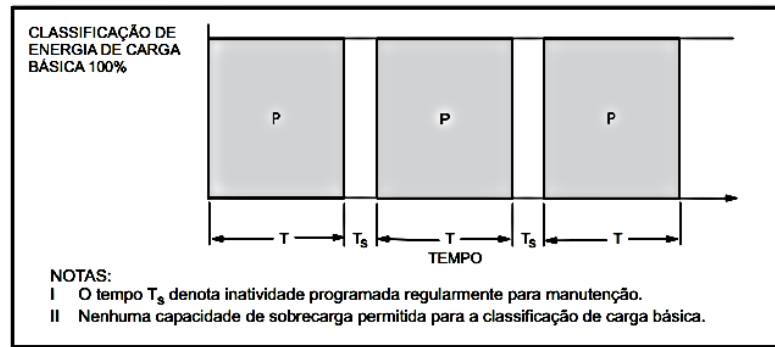 CLASSIFICAÇÃO DE
ENERGIA DE CARGA
BÁSICA 100%
P P P
T Ts T Ts T
TEMPO
NOTAS:
I O tempo Ts denota inatividade programada regularmente para manutenção.
II Nenhuma capacidade de sobrecarga permitida para a classificação de carga básica.